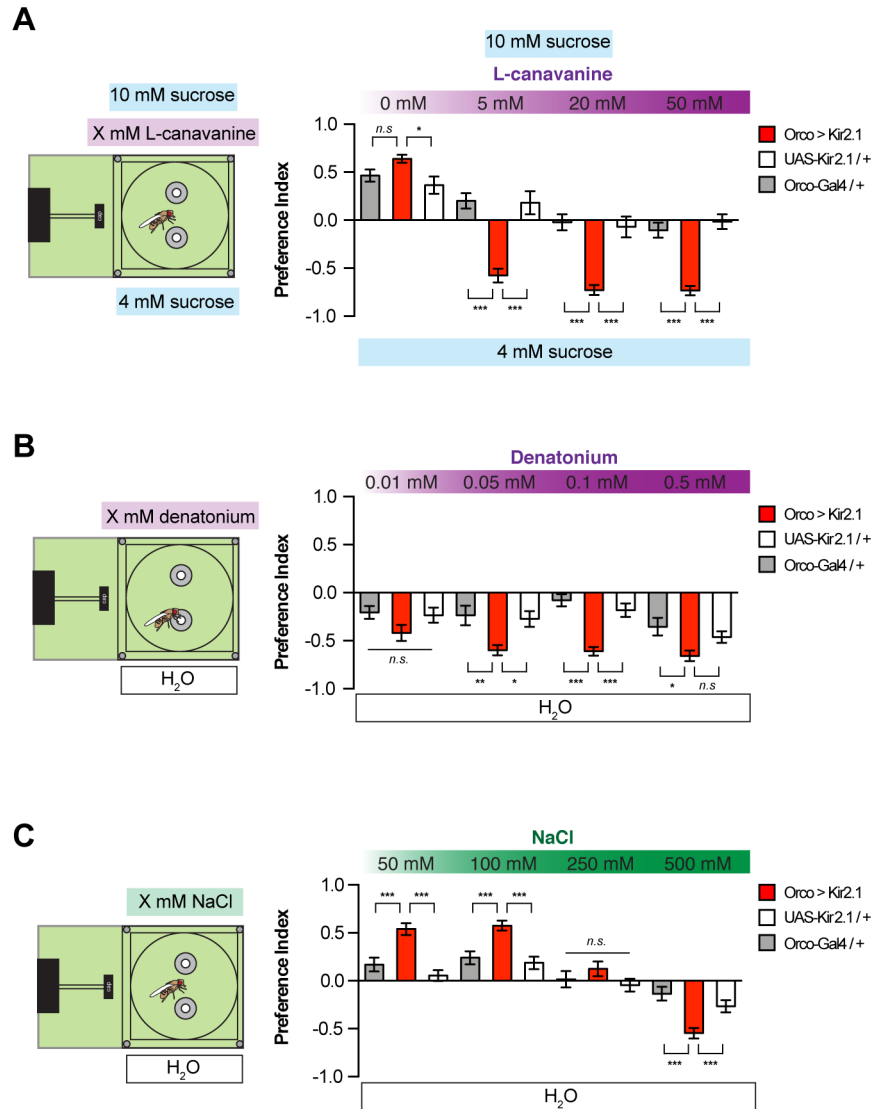 A
10 mM sucrose
X mM L-canavanine
cap
4 mM sucrose
10 mM sucrose
L-canavanine
0 mM 5 mM 20 mM 50 mM
Preference Index
1.0
0.5
0.0
-0.5
-1.0
n.s *
*** *** *** *** *** ***
4 mM sucrose
Orco > Kir2.1
UAS-Kir2.1 / +
Orco-Gal4 / +
B
X mM denatonium
cap
H2O
Denatonium
0.01 mM 0.05 mM 0.1 mM 0.5 mM
Preference Index
1.0
0.5
0.0
-0.5
-1.0
n.s. ** * *** *** * n.s
H2O
Orco > Kir2.1
UAS-Kir2.1 / +
Orco-Gal4 / +
C
X mM NaCl
cap
H2O
NaCl
50 mM 100 mM 250 mM 500 mM
Preference Index
1.0
0.5
0.0
-0.5
-1.0
*** *** *** *** n.s.
*** ***
H2O
Orco > Kir2.1
UAS-Kir2.1 / +
Orco-Gal4 / +